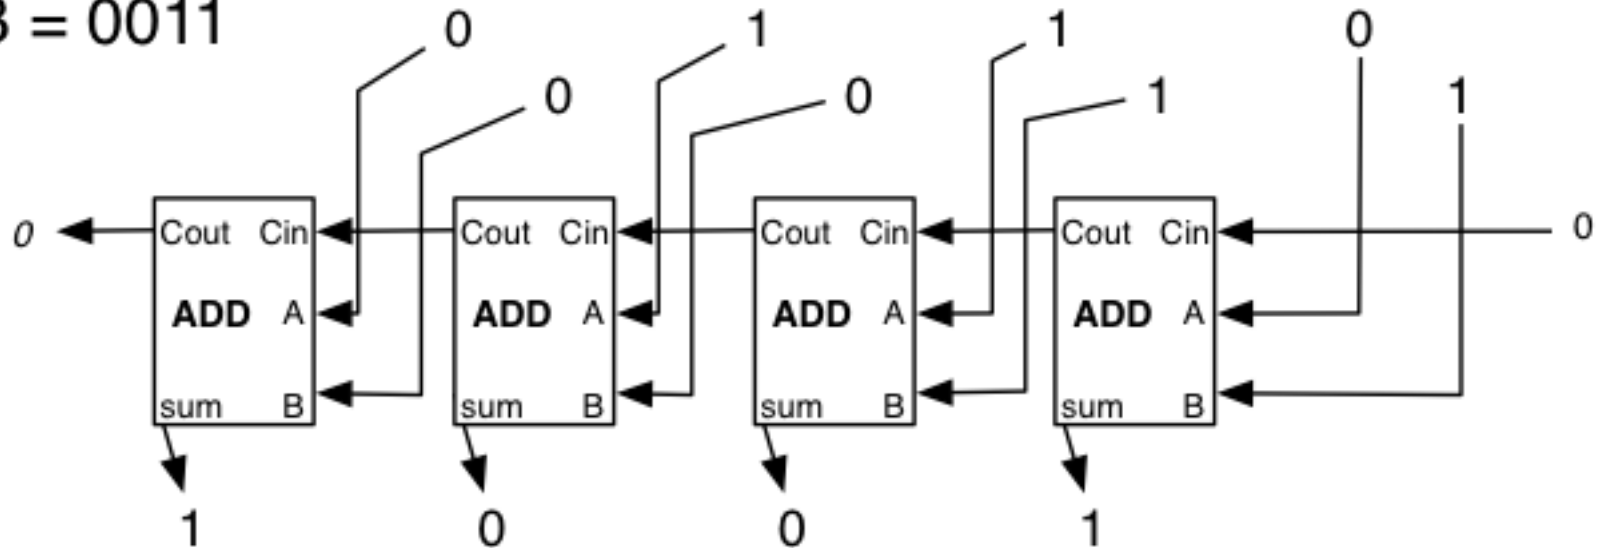 = 0011
0 1 1 0
0 0 1 1
0 Cout Cin Cout Cin Cout Cin Cout Cin 0
ADD A ADD A ADD A ADD A
sum B sum B sum B sum B
1 0 0 1